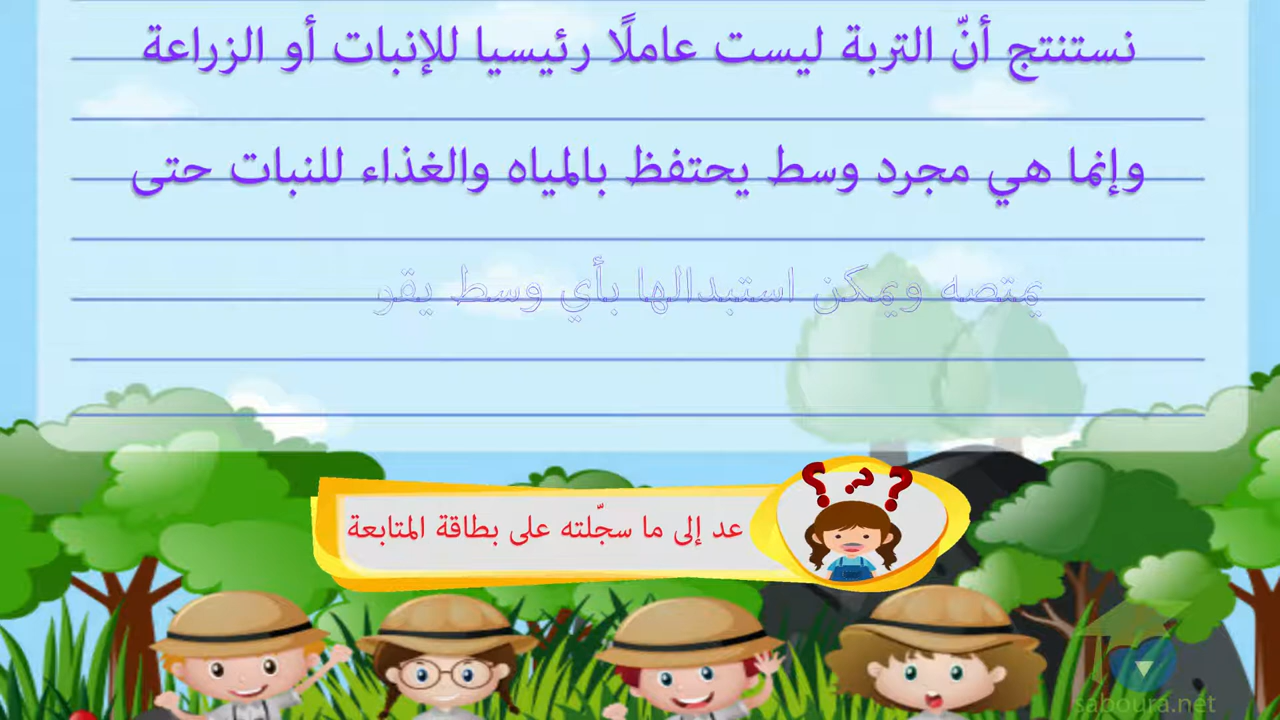 نستنتج أنّ التربة ليست عاملًا رئيسيا للإنبات أو الزراعة
وإنما هي مجرد وسط يحتفظ بالمياه والغذاء للنبات حتى
يمتصه ويمكن استبدالها بأي وسط يقو
عد إلى ما سجّلته على بطاقة المتابعة
saboura.net